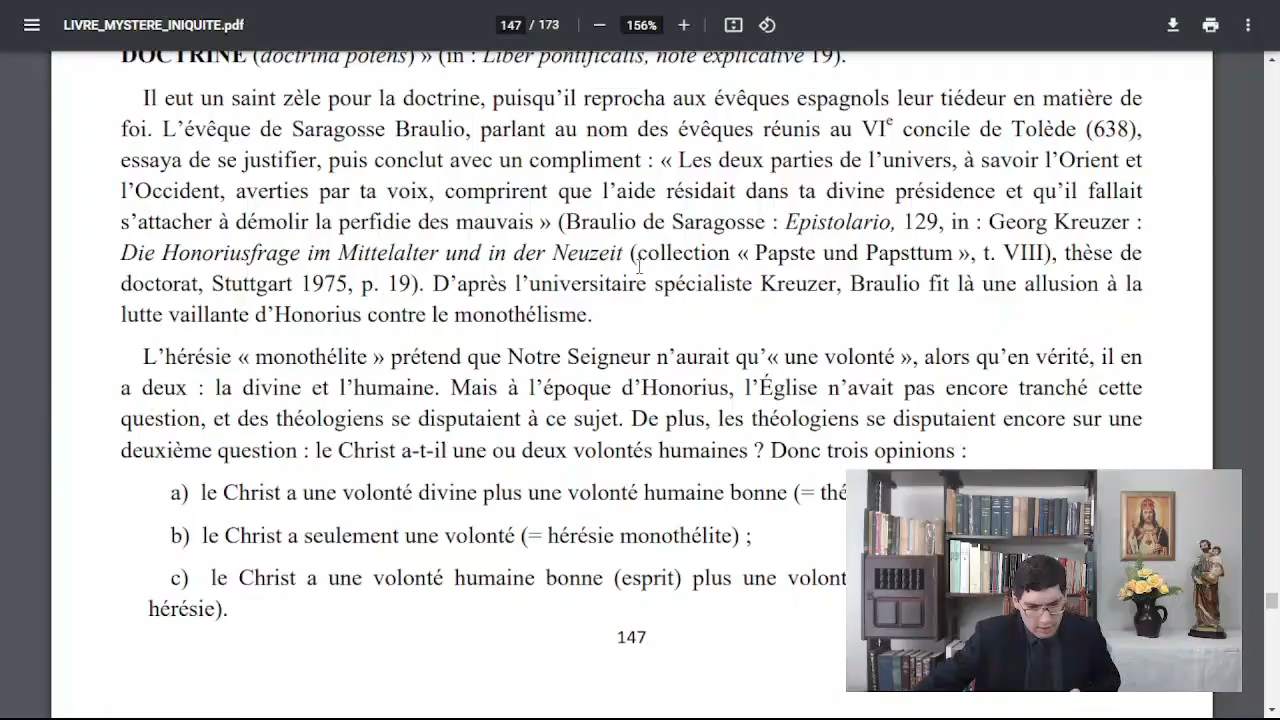 LIVRE_MYSTERE_INIQUITE.pdf
147 / 173
156%
DOCTRINE (doctrina potens) » (in : Liber pontificalis, note explicative 19).
Il eut un saint zèle pour la doctrine, puisqu'il reprocha aux évêques espagnols leur tiédeur en matière de
foi. L'évêque de Saragosse Braulio, parlant au nom des évêques réunis au VIe concile de Tolède (638),
essaya de se justifier, puis conclut avec un compliment : « Les deux parties de l'univers, à savoir l'Orient et
l'Occident, averties par ta voix, comprirent que l'aide résidait dans ta divine présidence et qu'il fallait
s'attacher à démolir la perfidie des mauvais » (Braulio de Saragosse : Epistolario, 129, in : Georg Kreuzer :
Die Honoriusfrage im Mittelalter und in der Neuzeit (collection « Papste und Papsttum », t. VIII), thèse de
doctorat, Stuttgart 1975, p. 19). D'après l'universitaire spécialiste Kreuzer, Braulio fit là une allusion à la
lutte vaillante d'Honorius contre le monothélisme.
L'hérésie « monothélite » prétend que Notre Seigneur n'aurait qu'« une volonté », alors qu'en vérité, il en
a deux : la divine et l'humaine. Mais à l'époque d'Honorius, l'Église n'avait pas encore tranché cette
question, et des théologiens se disputaient à ce sujet. De plus, les théologiens se disputaient encore sur une
deuxième question : le Christ a-t-il une ou deux volontés humaines ? Donc trois opinions :
a) le Christ a une volonté divine plus une volonté humaine bonne (= thé
b) le Christ a seulement une volonté (= hérésie monothélite) ;
c) le Christ a une volonté humaine bonne (esprit) plus une volont
hérésie).
147